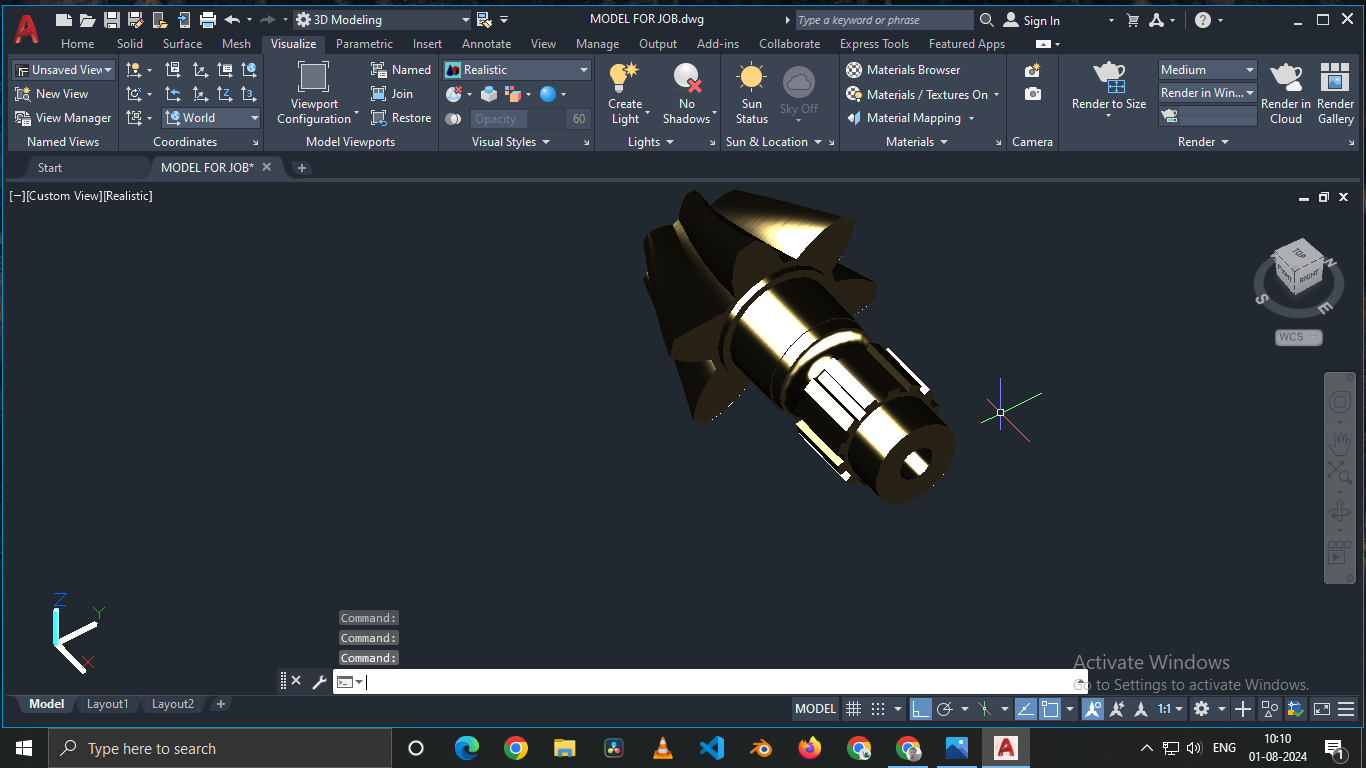 3D Modeling
MODEL FOR JOB.dwg
Type a keyword or phrase
Sign In
Home Solid Surface Mesh Visualize Parametric Insert Annotate View Manage Output Add-ins Collaborate Express Tools Featured Apps
Unsaved View
New View
View Manager
Named Views
World
Coordinates
Viewport
Configuration
Named
Join
Restore
Model Viewports
Realistic
Opacity 60
Visual Styles
Create
Light
No
Shadows
Lights
Sun
Status
Sky Off
Sun & Location
Materials Browser
Materials / Textures On
Material Mapping
Materials
Camera
Render to Size
Medium
Render in Win...
Render in
Cloud
Render
Gallery
Render
Start
MODEL FOR JOB*
[−][Custom View][Realistic]
TOP
RIGHT
N
S
E
WCS
Z
Y
X
Command:
Command:
Command:
Activate Windows
Go to Settings to activate Windows.
Model Layout1 Layout2
MODEL
1:1
Type here to search
ENG
10:10
01-08-2024
1